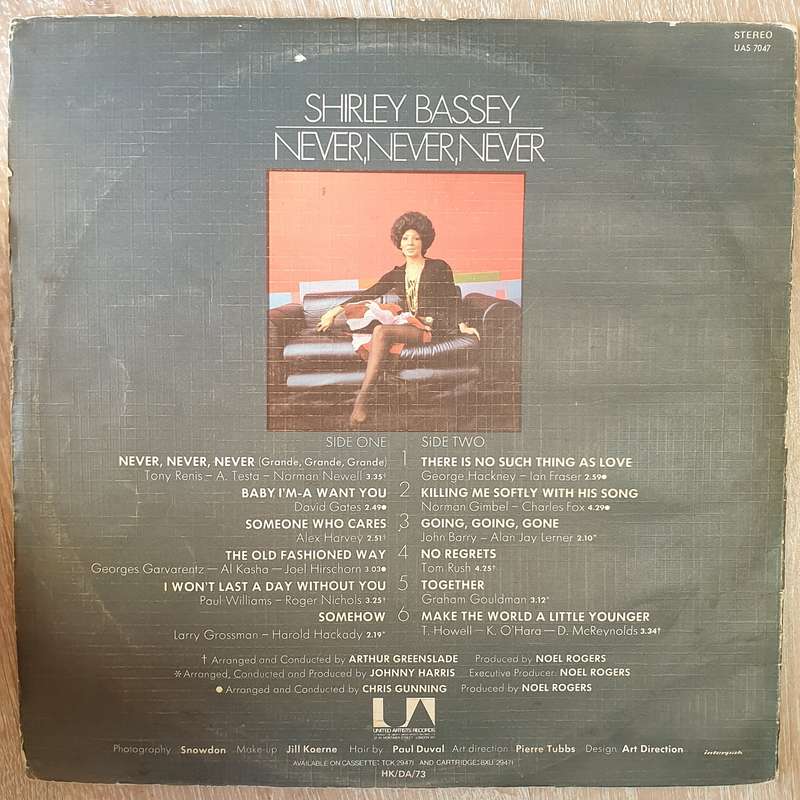 STEREO
UAS 7047
SHIRLEY BASSEY
NEVER, NEVER, NEVER
SIDE ONE
NEVER, NEVER, NEVER (Grande, Grande, Grande)
Tony Renis – A. Testa – Norman Newell 3.35†
BABY I'M-A WANT YOU
David Gates 2.49●
SOMEONE WHO CARES
Alex Harvey 2.51†
THE OLD FASHIONED WAY
Georges Garvarentz – Al Kasha – Joel Hirschorn 3.03●
I WON'T LAST A DAY WITHOUT YOU
Paul Williams – Roger Nichols 3.25†
SOMEHOW
Larry Grossman – Harold Hackady 2.19*
1
2
3
4
5
6
SIDE TWO
THERE IS NO SUCH THING AS LOVE
George Hackney – Ian Fraser 2.59●
KILLING ME SOFTLY WITH HIS SONG
Norman Gimbel – Charles Fox 4.29●
GOING, GOING, GONE
John Barry – Alan Jay Lerner 2.10*
NO REGRETS
Tom Rush 4.25†
TOGETHER
Graham Gouldman 3.12*
MAKE THE WORLD A LITTLE YOUNGER
T. Howell – K. O'Hara – D. McReynolds 3.34†
† Arranged and Conducted by ARTHUR GREENSLADE Produced by NOEL ROGERS
* Arranged, Conducted and Produced by JOHNNY HARRIS Executive Producer: NOEL ROGERS
● Arranged and Conducted by CHRIS GUNNING Produced by NOEL ROGERS
UA
UNITED ARTISTS RECORDS
Photography Snowdon Make-up Jill Kaerne Hair by Paul Duval Art direction Pierre Tubbs Design Art Direction interpak
AVAILABLE ON CASSETTE: TCK 29471 AND CARTRIDGE: 8XU 29471
HK/DA/73